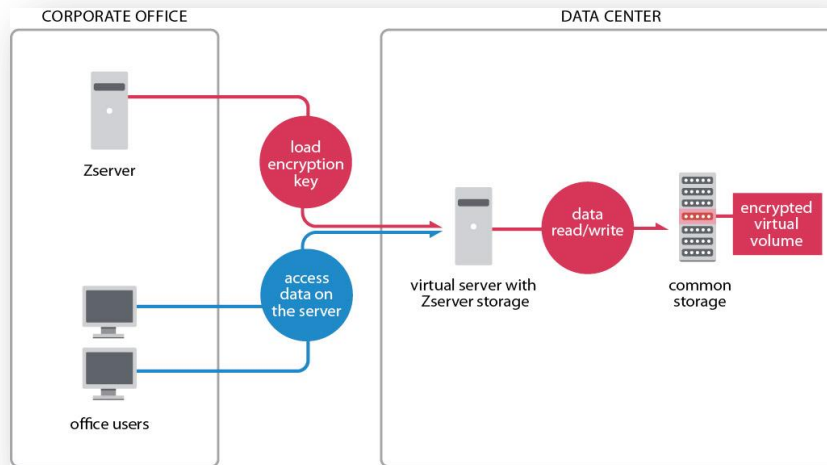 CORPORATE OFFICE
DATA CENTER
Zserver
load
encryption
key
access
data on
the server
office users
virtual server with
Zserver storage
data
read/write
common
storage
encrypted
virtual
volume